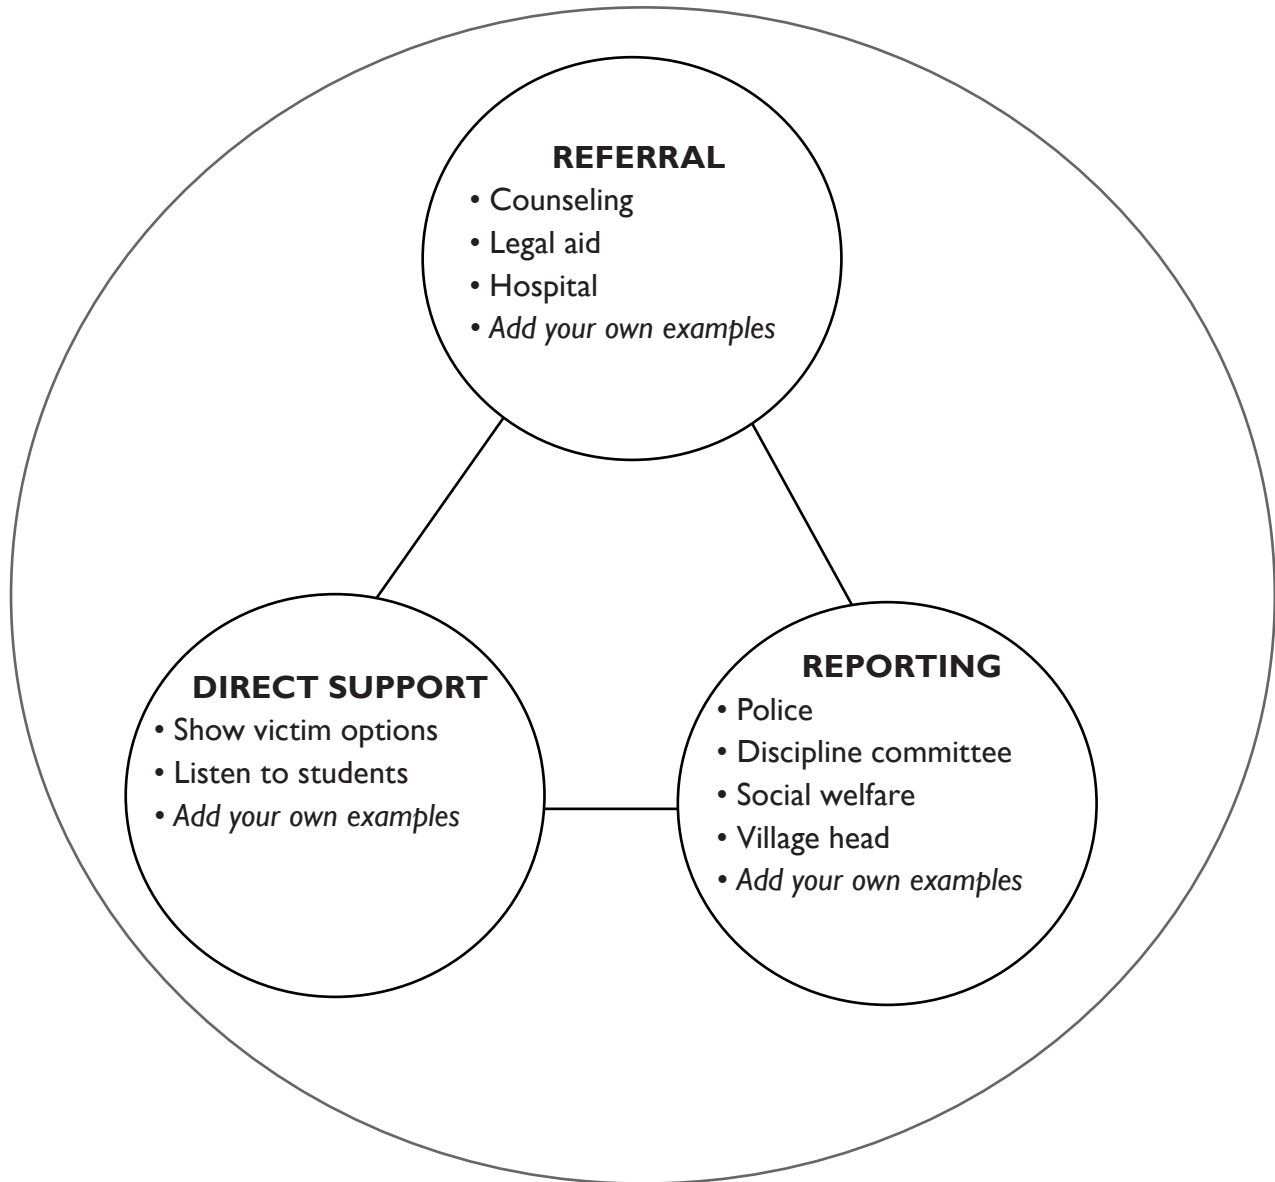 REFERRAL
• Counseling
• Legal aid
• Hospital
• Add your own examples
DIRECT SUPPORT
• Show victim options
• Listen to students
• Add your own examples
REPORTING
• Police
• Discipline committee
• Social welfare
• Village head
• Add your own examples